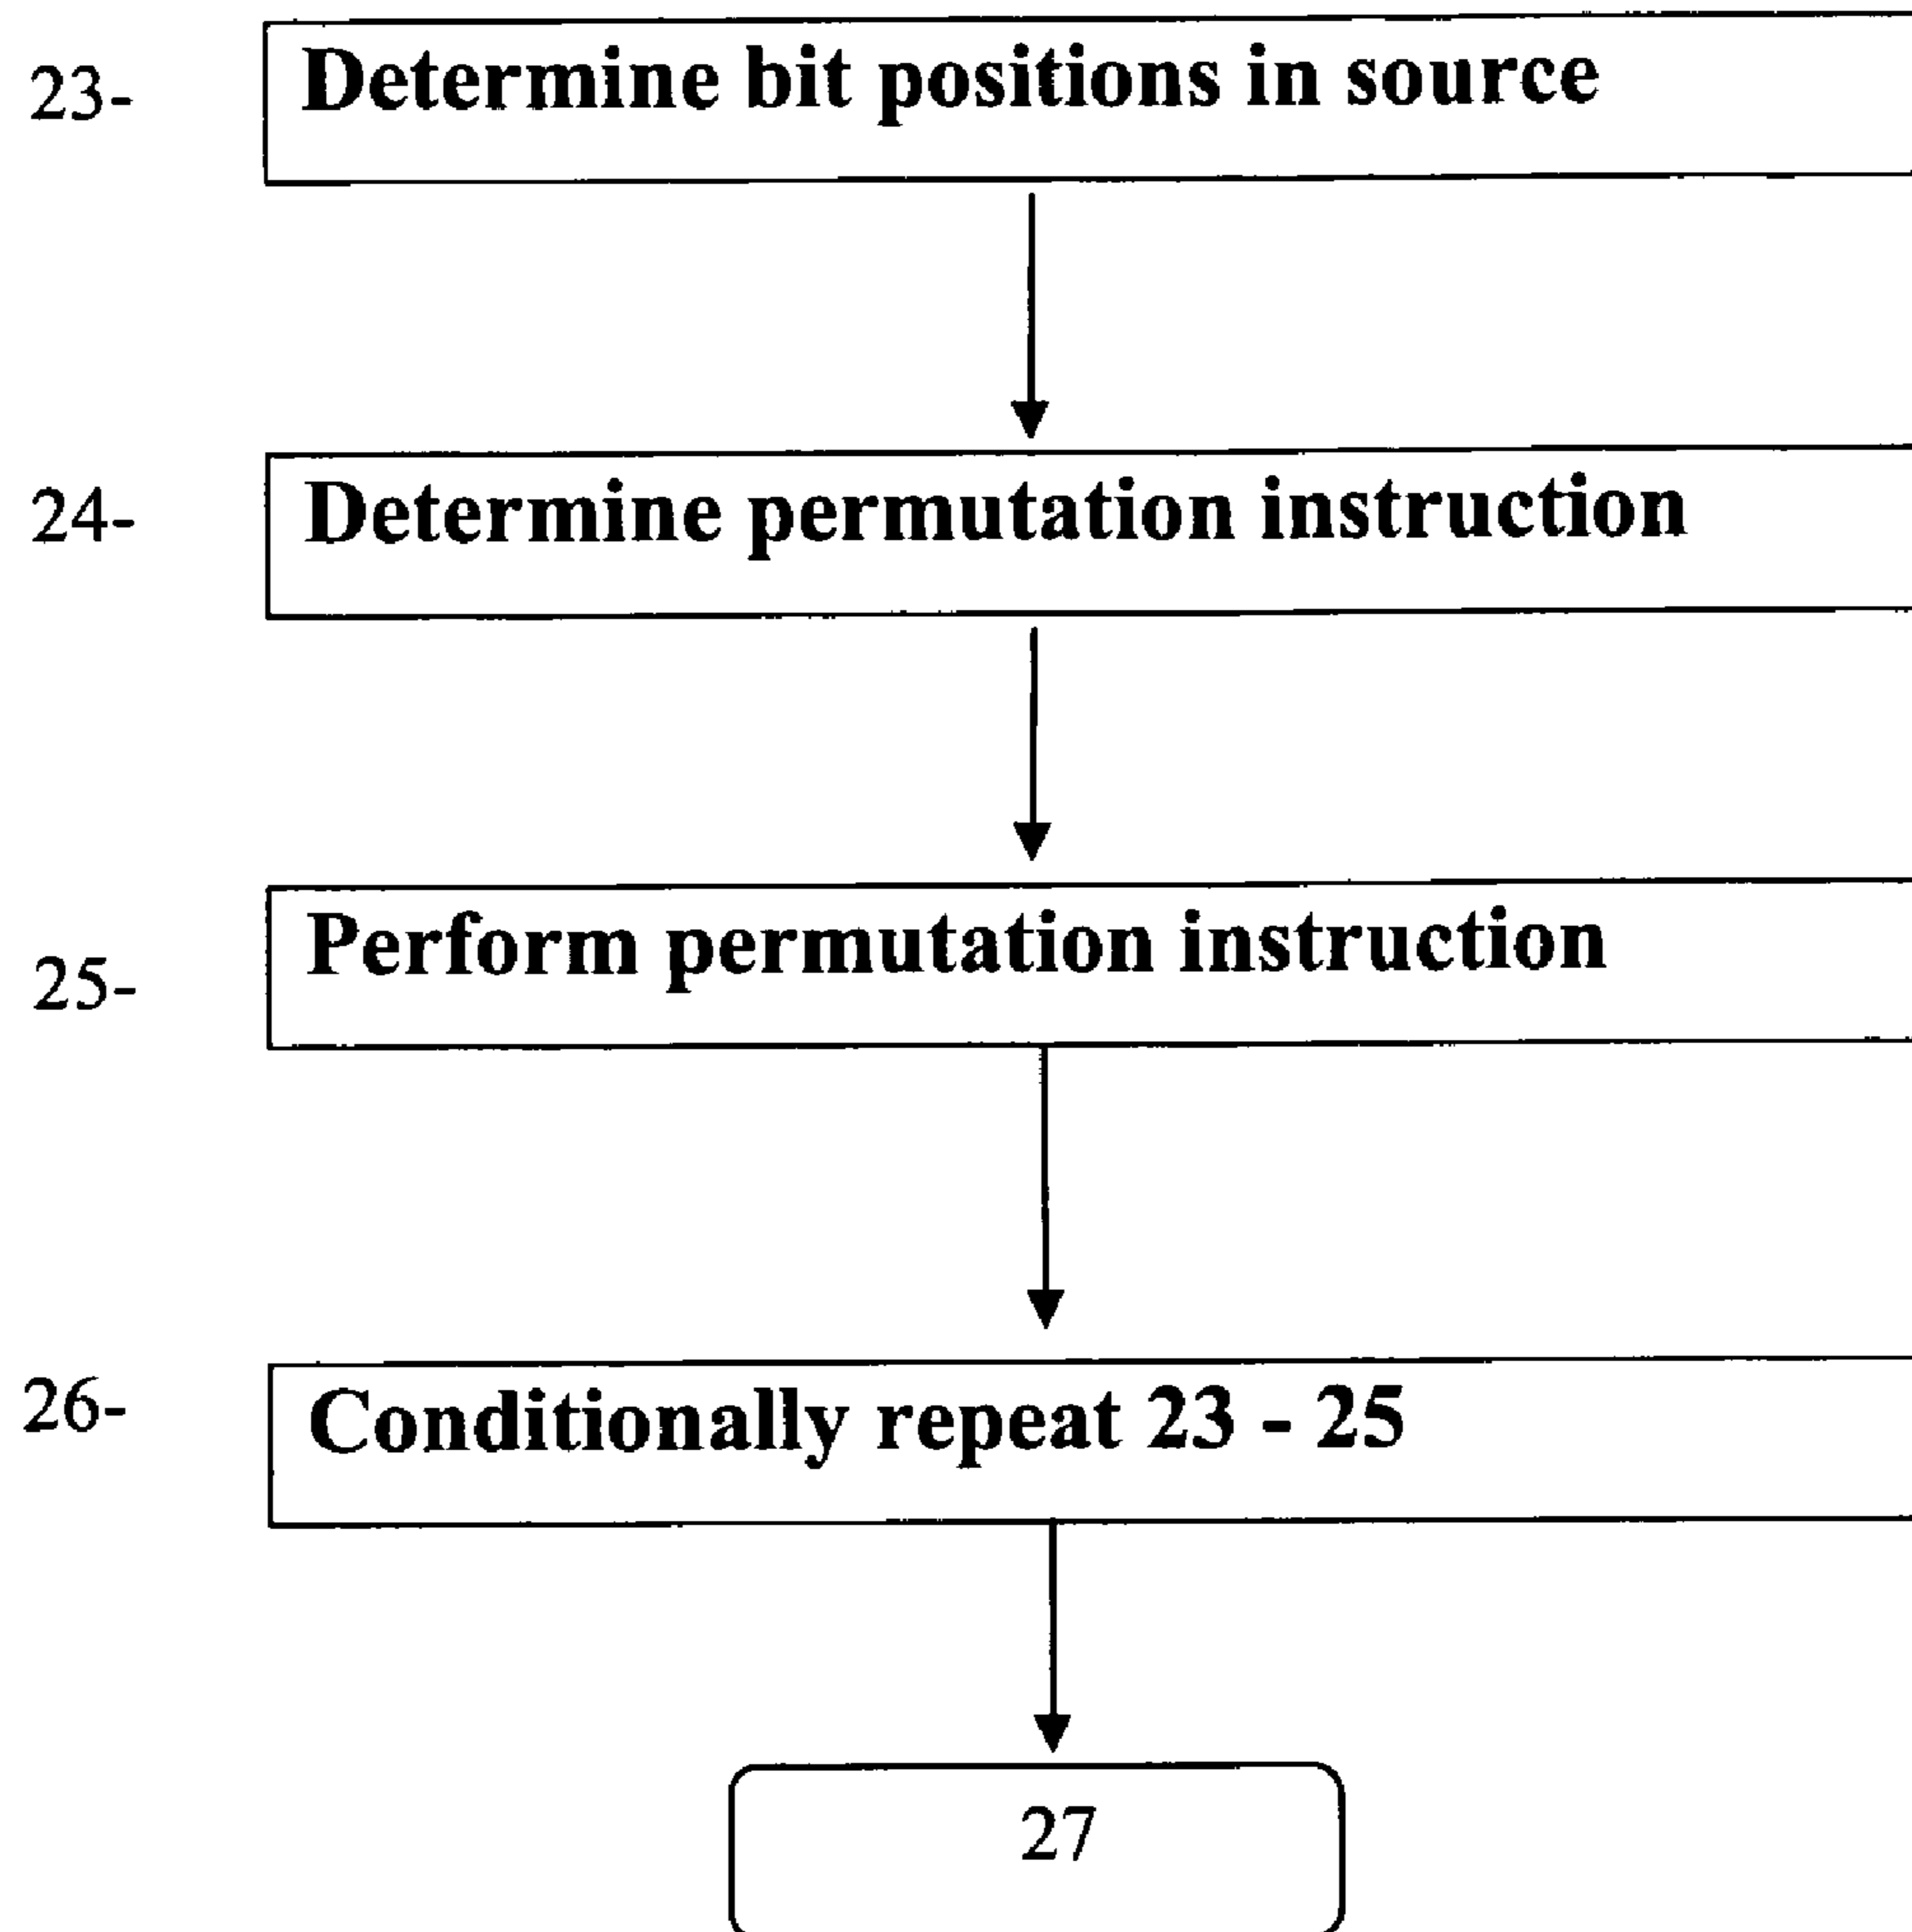 23- Determine bit positions in source
24- Determine permutation instruction
25- Perform permutation instruction
26- Conditionally repeat 23 - 25
27